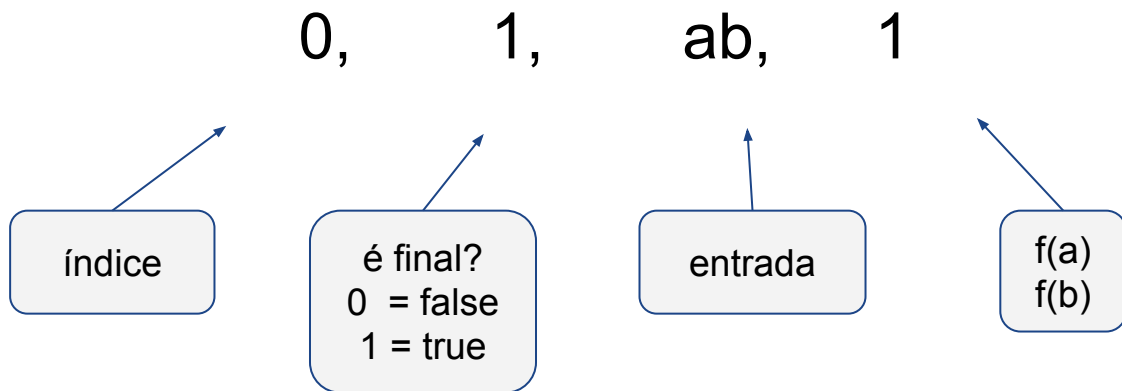 0, 1, ab, 1
índice
é final?
0 = false
1 = true
entrada
f(a)
f(b)